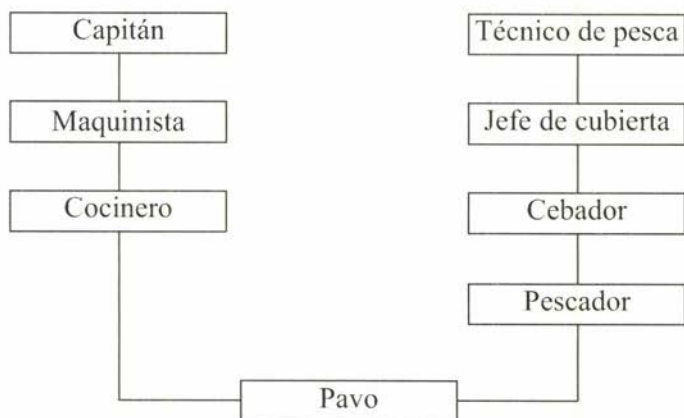 Capitán
Maquinista
Cocinero
Técnico de pesca
Jefe de cubierta
Cebador
Pescador
Pavo